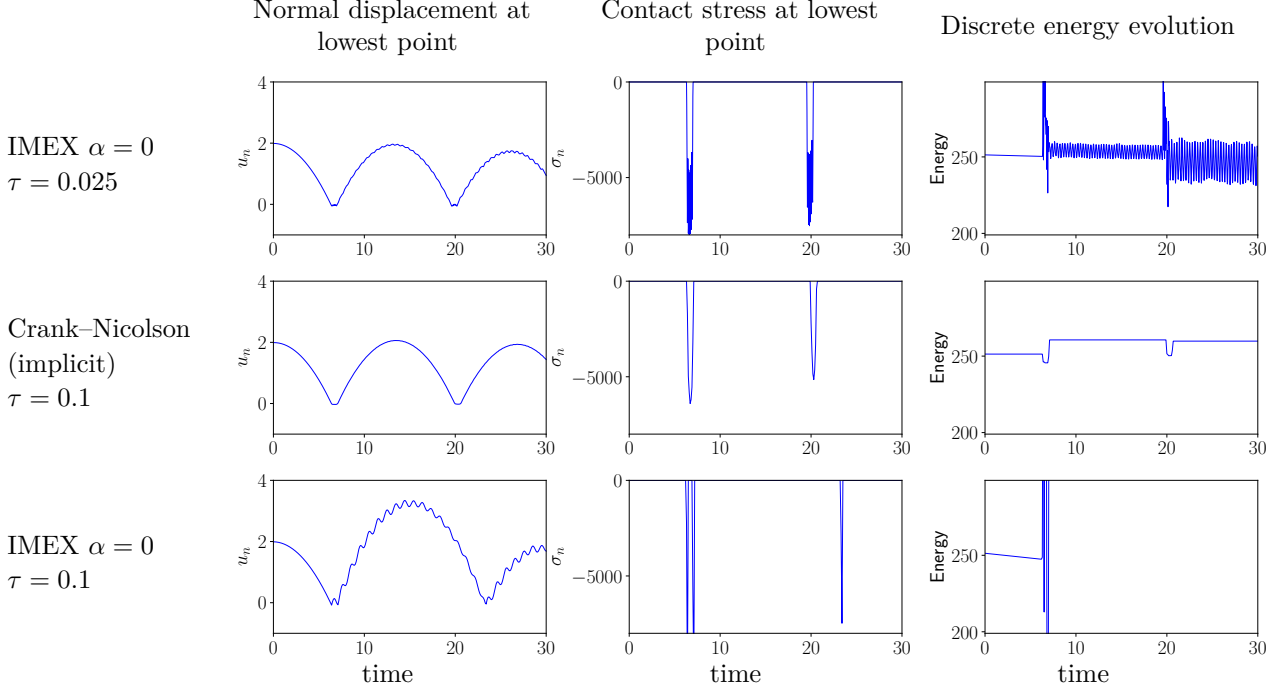 Normal displacement at
lowest point
Contact stress at lowest
point
Discrete energy evolution
IMEX α = 0
τ = 0.025
4
2
0
u_n
0 10 20 30
0
−5000
σ_n
0 10 20 30
250
200
Energy
0 10 20 30
Crank–Nicolson
(implicit)
τ = 0.1
4
2
0
u_n
0 10 20 30
0
−5000
σ_n
0 10 20 30
250
200
Energy
0 10 20 30
IMEX α = 0
τ = 0.1
4
2
0
u_n
0 10 20 30
time
0
−5000
σ_n
0 10 20 30
time
250
200
Energy
0 10 20 30
time